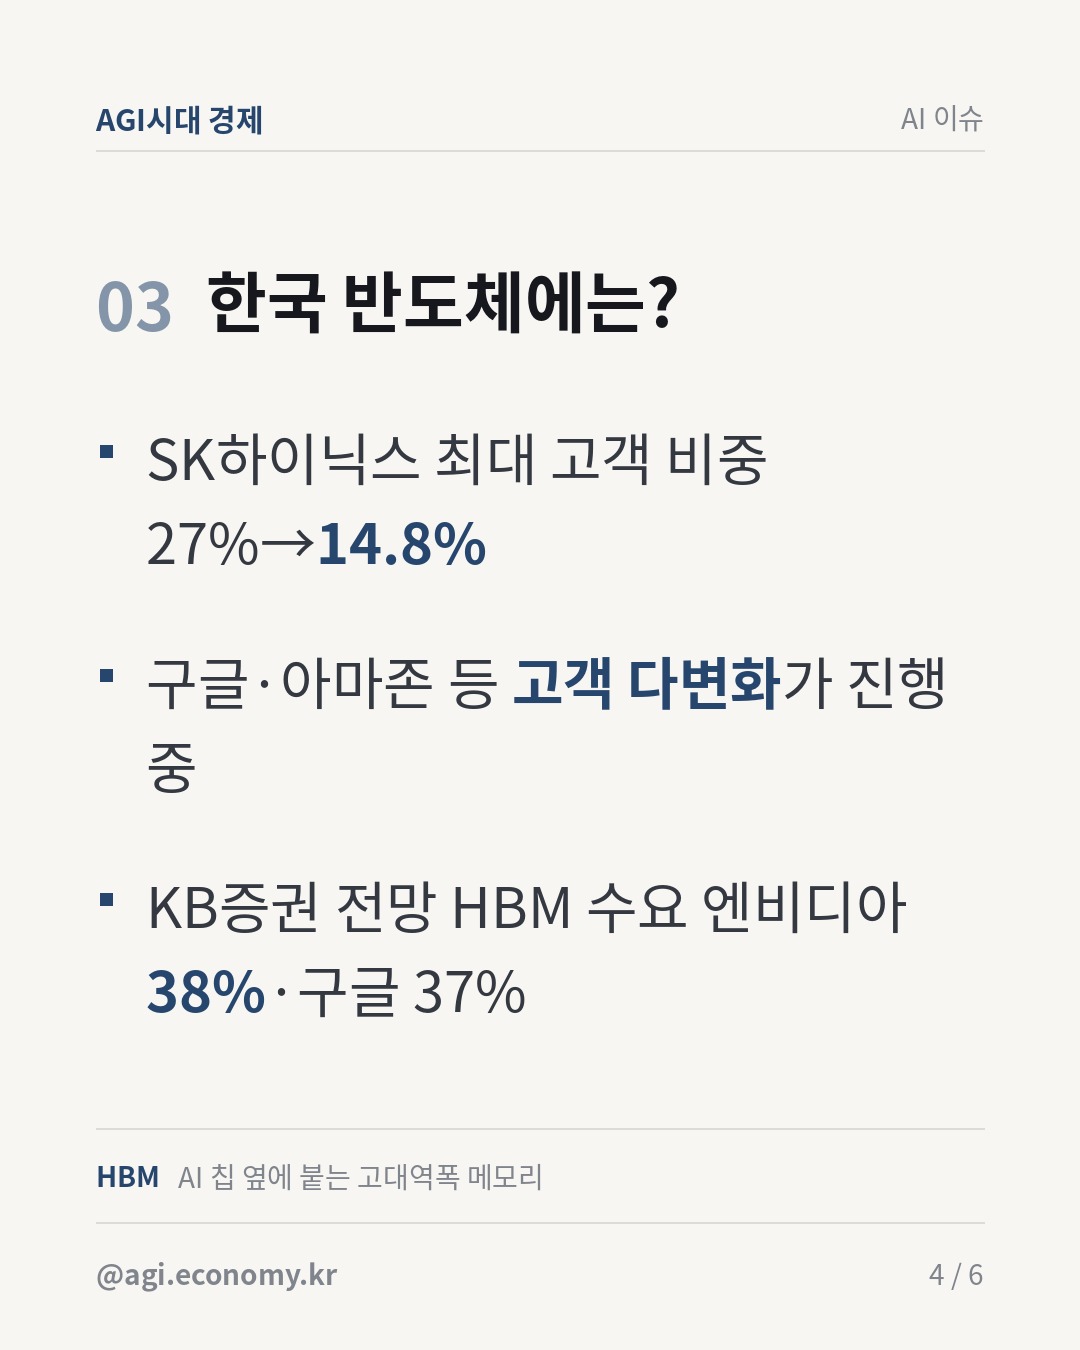 AGI시대 경제
AI 이슈
03 한국 반도체에는?
▪ SK하이닉스 최대 고객 비중
27%→14.8%
▪ 구글·아마존 등 고객 다변화가 진행
중
▪ KB증권 전망 HBM 수요 엔비디아
38%·구글 37%
HBM AI 칩 옆에 붙는 고대역폭 메모리
@agi.economy.kr
4 / 6